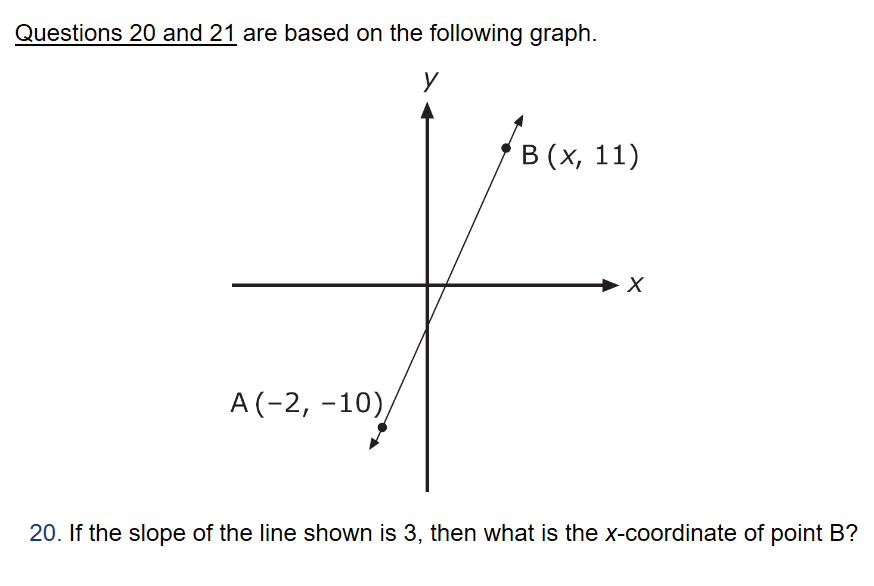 Questions 20 and 21 are based on the following graph.
y
B (x, 11)
x
A (−2, −10)
20. If the slope of the line shown is 3, then what is the x-coordinate of point B?